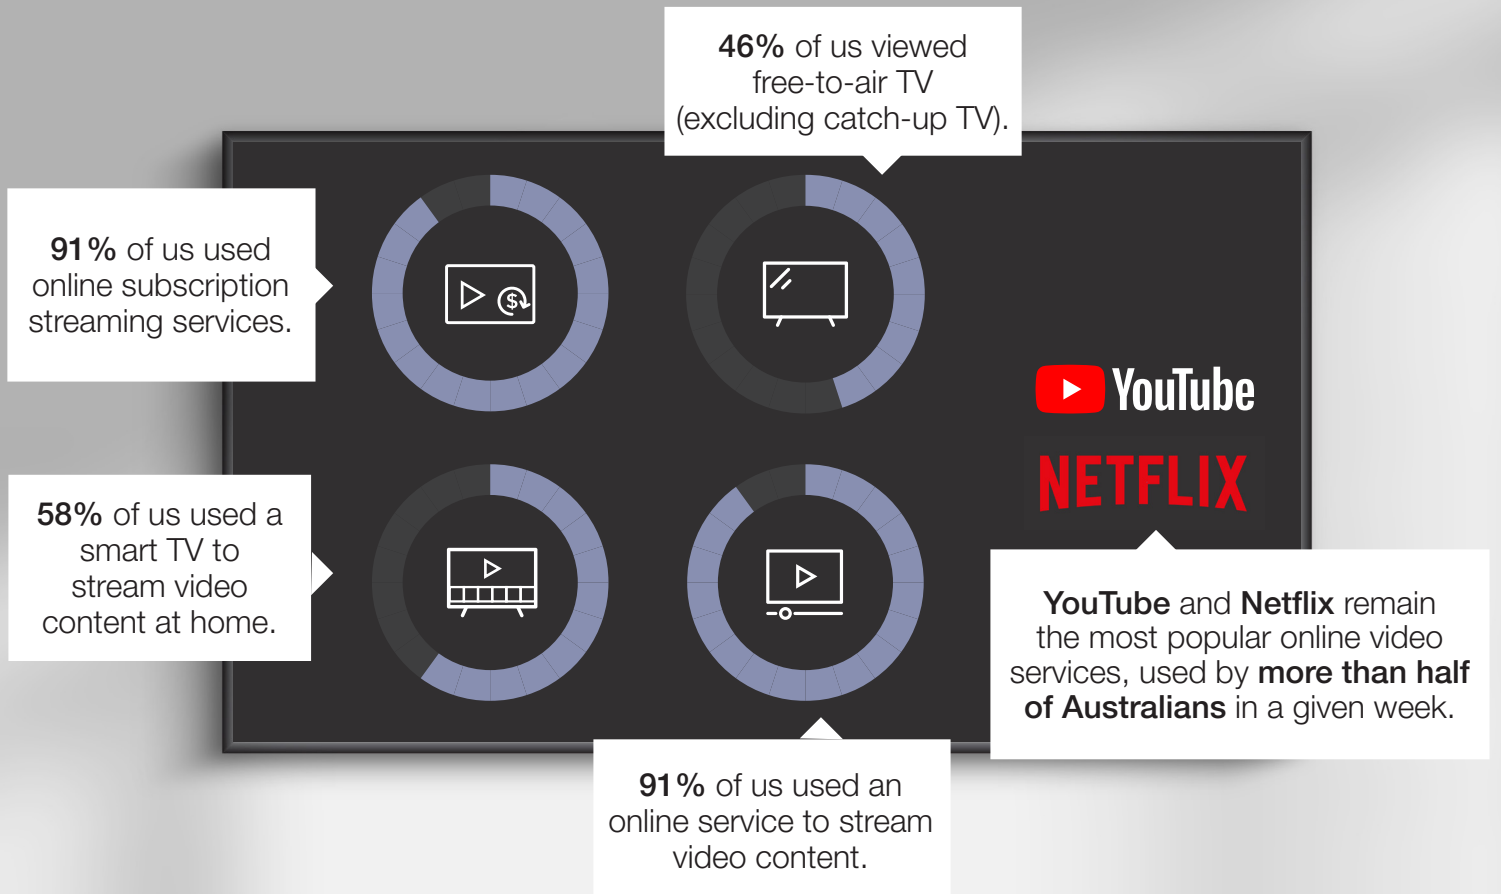 46% of us viewed
free-to-air TV
(excluding catch-up TV).
91% of us used
online subscription
streaming services.
$
YouTube
NETFLIX
58% of us used a
smart TV to
stream video
content at home.
YouTube and Netflix remain
the most popular online video
services, used by more than half
of Australians in a given week.
91% of us used an
online service to stream
video content.